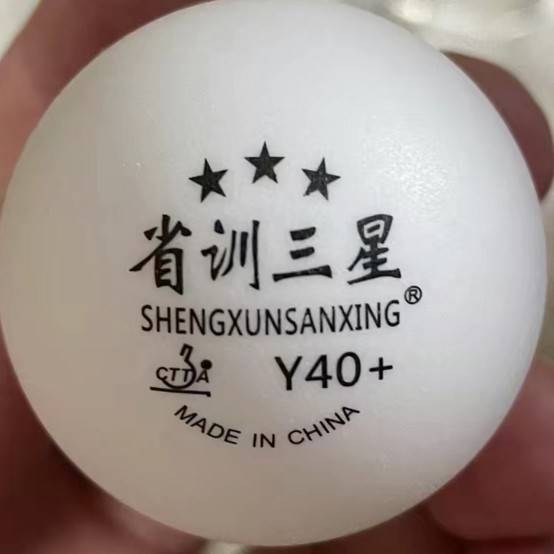 省训三星
SHENGXUNSANXING®
CTTA Y40+
MADE IN CHINA